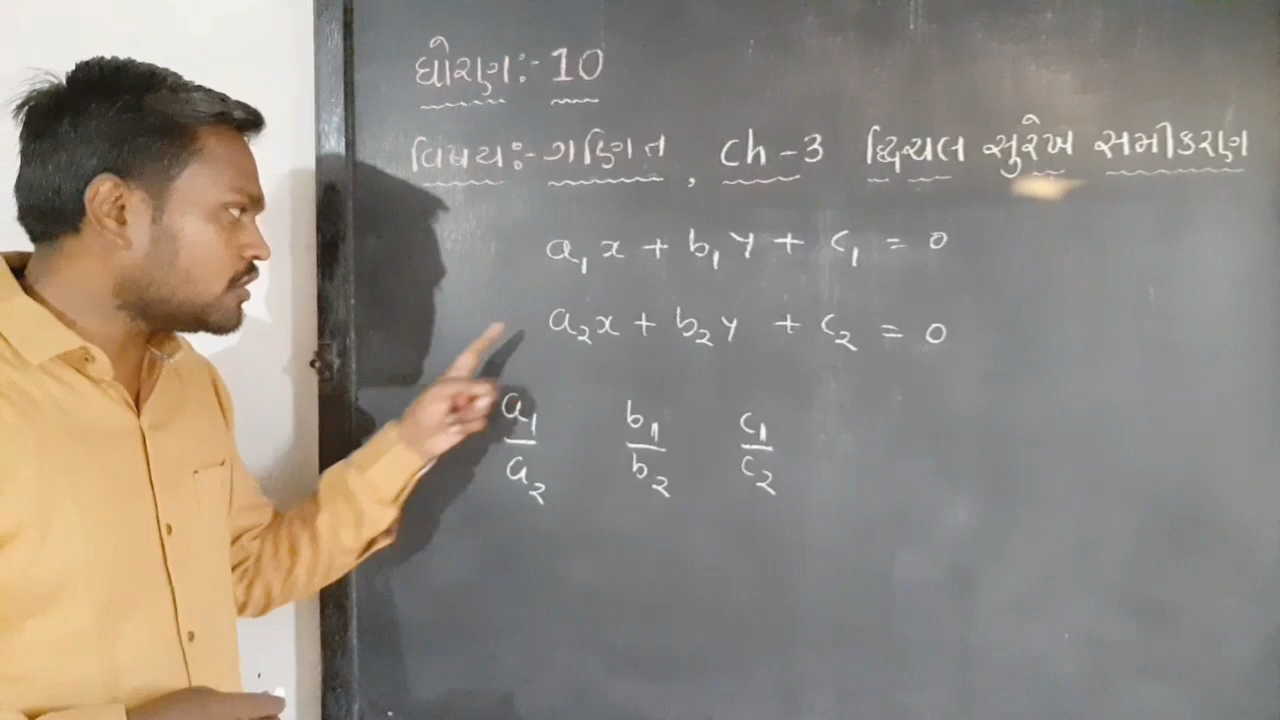 ધોરણ:- 10
વિષય:- ગણિત, Ch-3 દ્વિચલ સુરેખ સમીકરણ
a₁x + b₁y + c₁ = 0
a₂x + b₂y + c₂ = 0
a₁/a₂ b₁/b₂ c₁/c₂